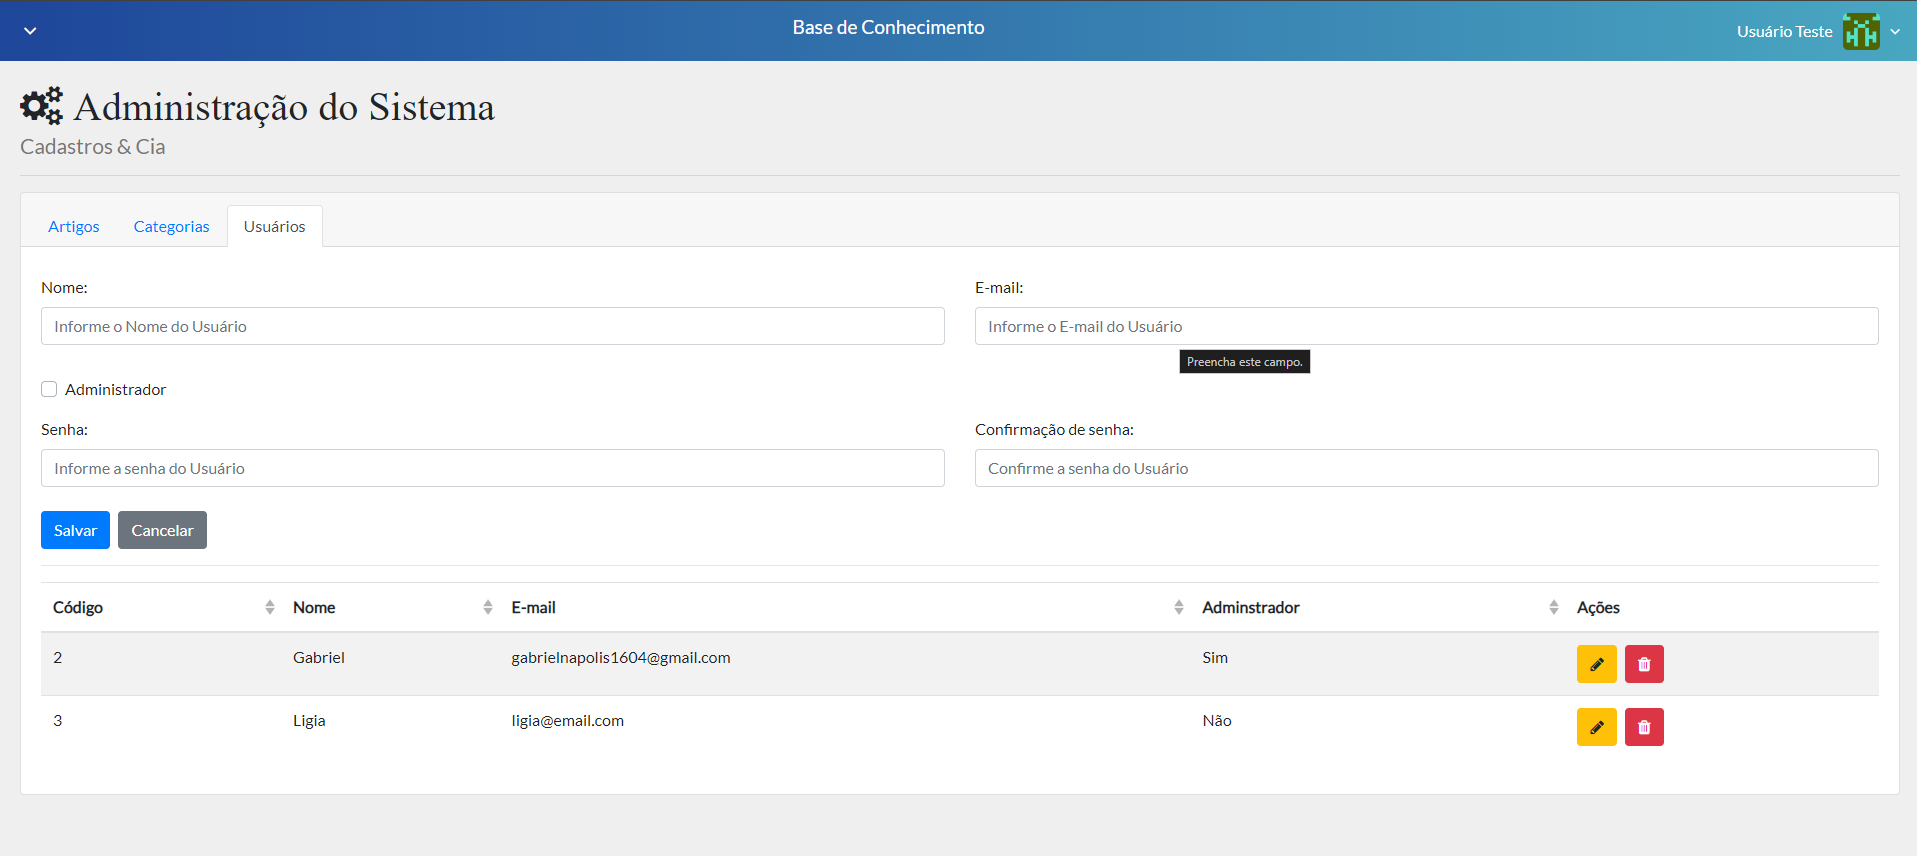 Base de Conhecimento
Usuário Teste
Administração do Sistema
Cadastros & Cia
Artigos Categorias Usuários
Nome: E-mail:
Informe o Nome do Usuário Informe o E-mail do Usuário
Preencha este campo.
Administrador
Senha: Confirmação de senha:
Informe a senha do Usuário Confirme a senha do Usuário
Salvar Cancelar
Código Nome E-mail Adminstrador Ações
2 Gabriel gabrielnapolis1604@gmail.com Sim
3 Ligia ligia@email.com Não